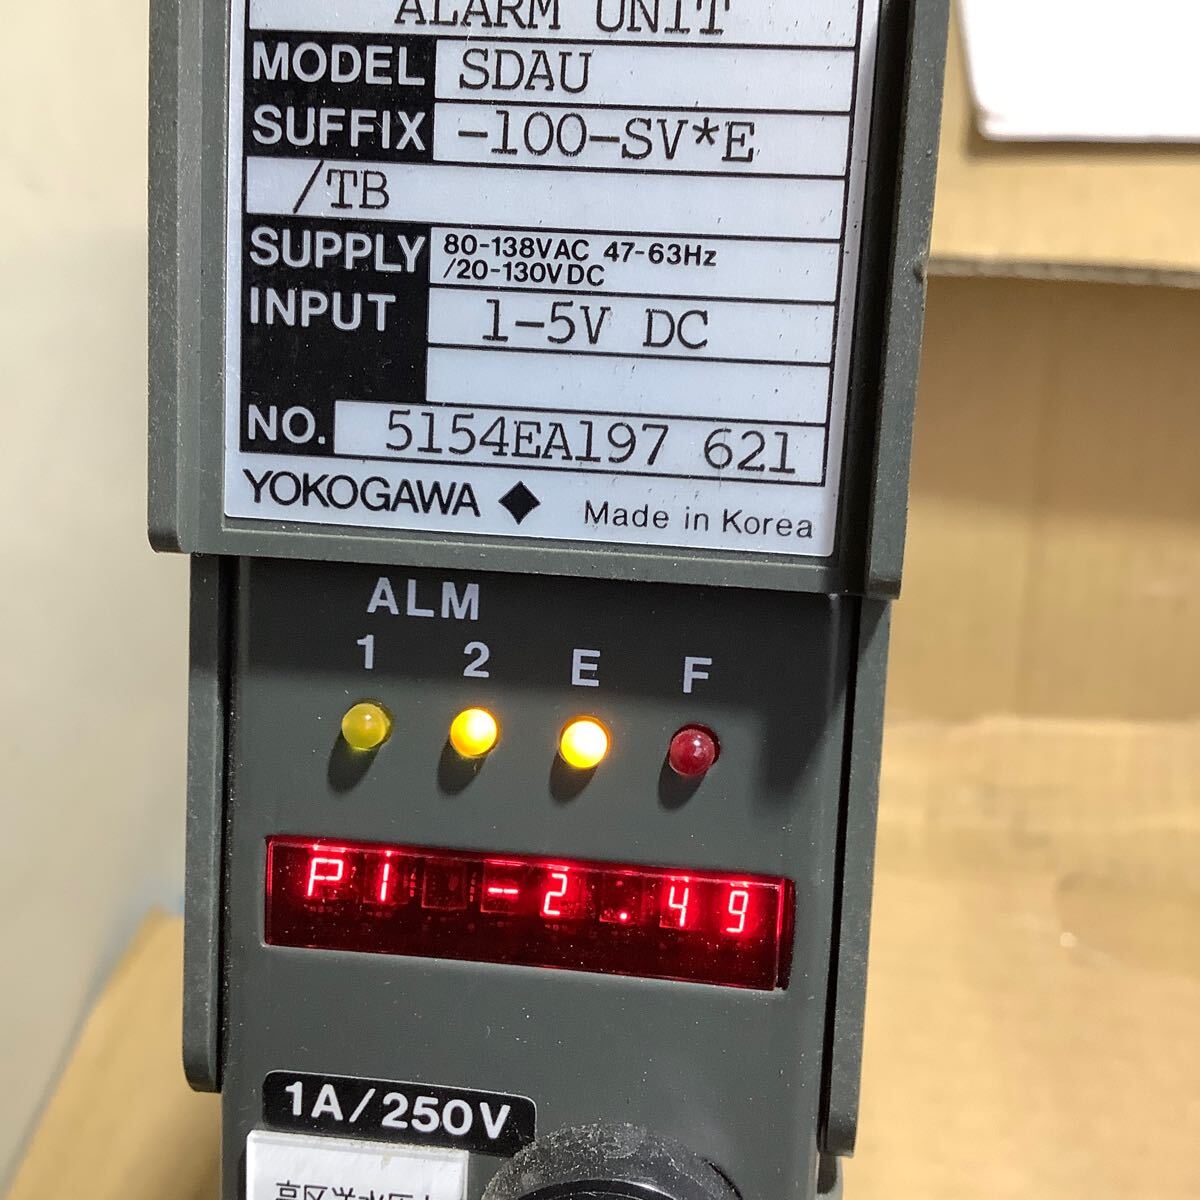 ALARM UNIT
MODEL SDAU
SUFFIX -100-SV*E
/TB
SUPPLY 80-138VAC 47-63Hz
/20-130VDC
INPUT 1-5V DC
NO. 5154EA197 621
YOKOGAWA ◆ Made in Korea
ALM
1 2 E F
P1 -2.49
1A/250V